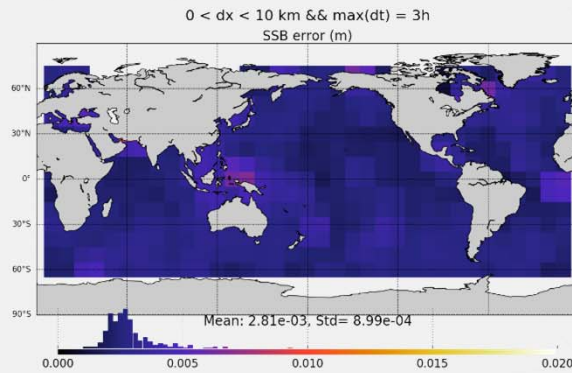 0 < dx < 10 km && max(dt) = 3h
SSB error (m)
60°N
30°N
0°
30°S
60°S
90°S
Mean: 2.81e-03, Std= 8.99e-04
0.000 0.005 0.010 0.015 0.020